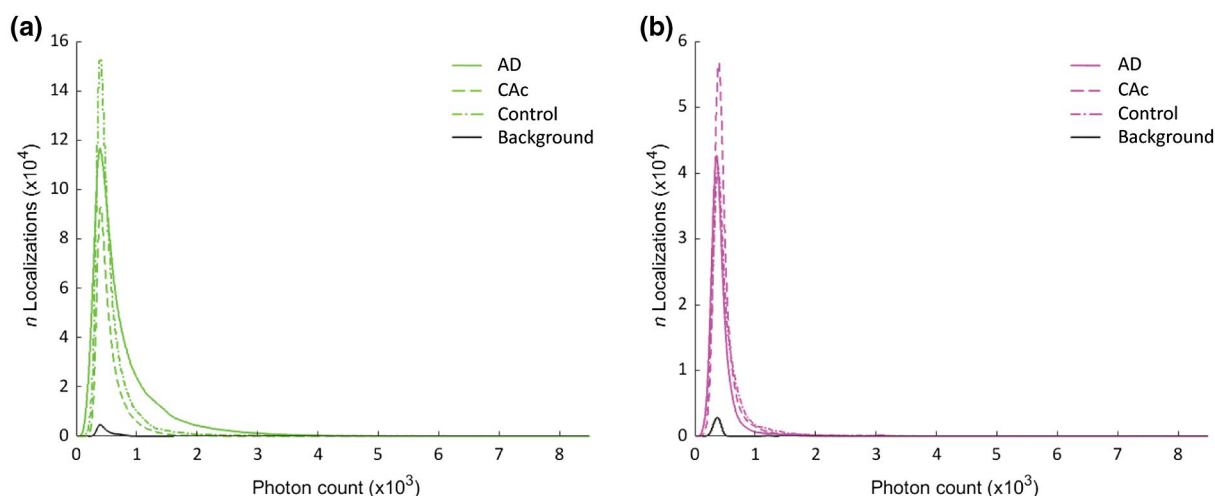 (a)
16
14
12
10
8
6
4
2
0
n Localizations (x10⁴)
0 1 2 3 4 5 6 7 8
Photon count (x10³)
AD
CAc
Control
Background
(b)
6
5
4
3
2
1
0
n Localizations (x10⁴)
0 1 2 3 4 5 6 7 8
Photon count (x10³)
AD
CAc
Control
Background